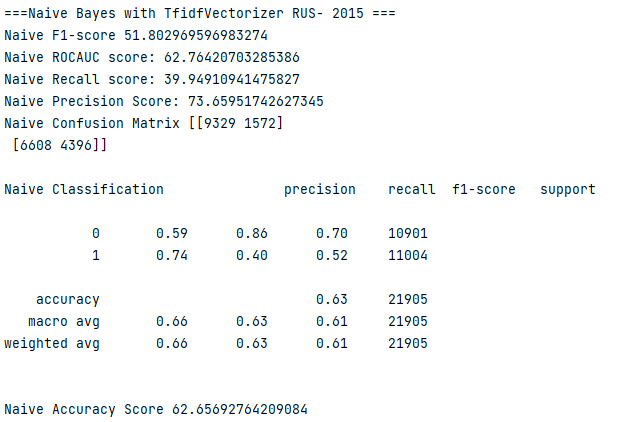 ===Naive Bayes with TfidfVectorizer RUS- 2015 ===
Naive F1-score 51.802969596983274
Naive ROCAUC score: 62.76420703285386
Naive Recall score: 39.94910941475827
Naive Precision Score: 73.65951742627345
Naive Confusion Matrix [[9329 1572]
 [6608 4396]]
Naive Classification               precision    recall  f1-score   support
           0       0.59      0.86      0.70     10901
           1       0.74      0.40      0.52     11004
    accuracy                           0.63     21905
   macro avg       0.66      0.63      0.61     21905
weighted avg       0.66      0.63      0.61     21905
Naive Accuracy Score 62.65692764209084